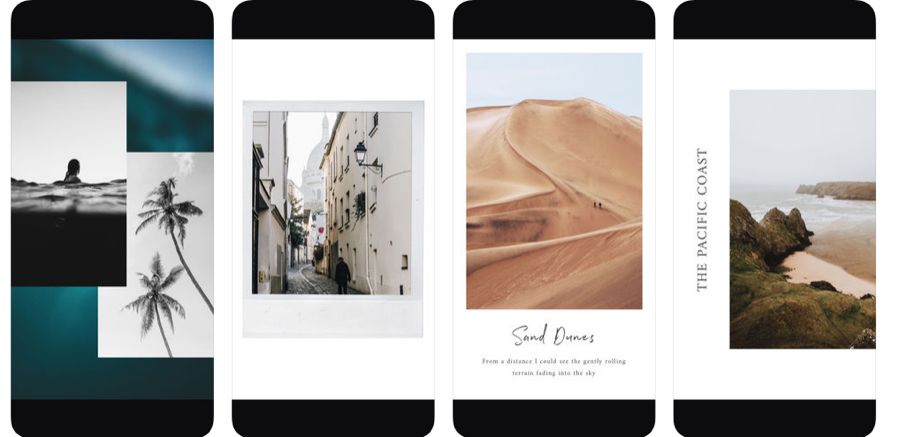 Sand Dunes
From a distance I could see the gently rolling
terrain fading into the sky
THE PACIFIC COAST